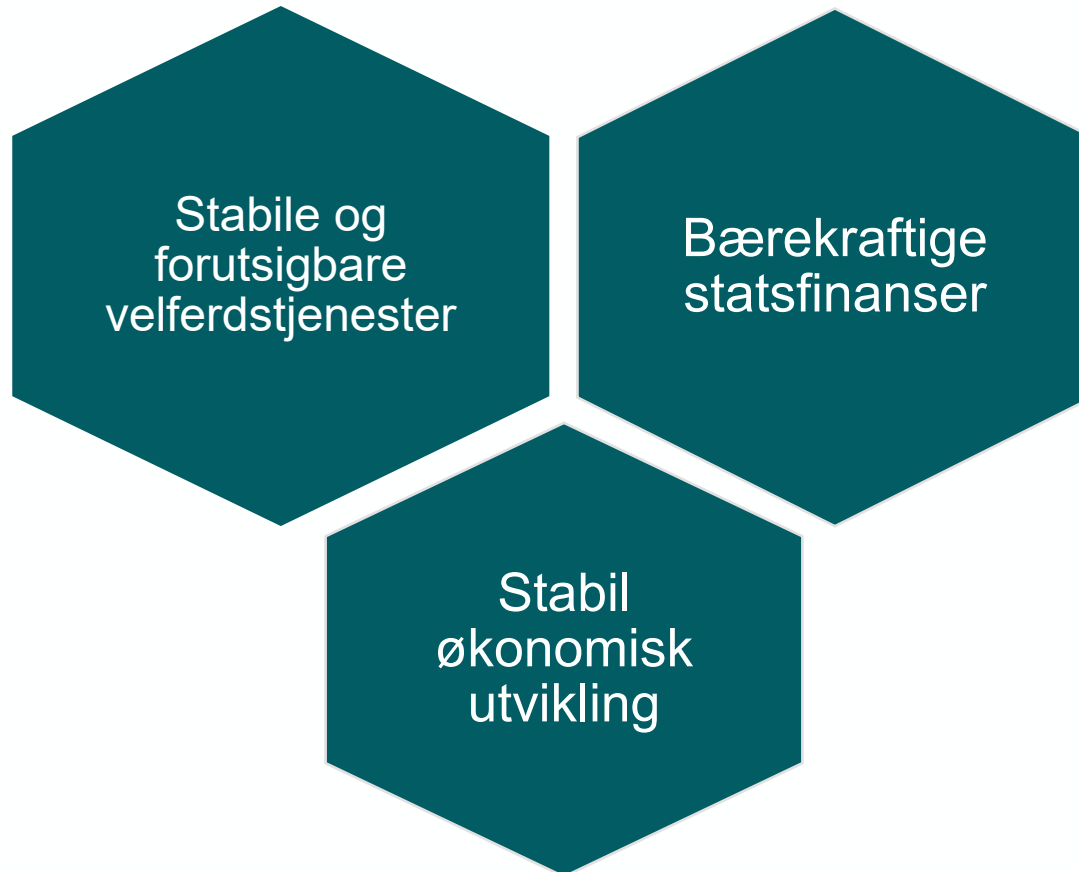 Stabile og
forutsigbare
velferdstjenester
Bærekraftige
statsfinanser
Stabil
økonomisk
utvikling